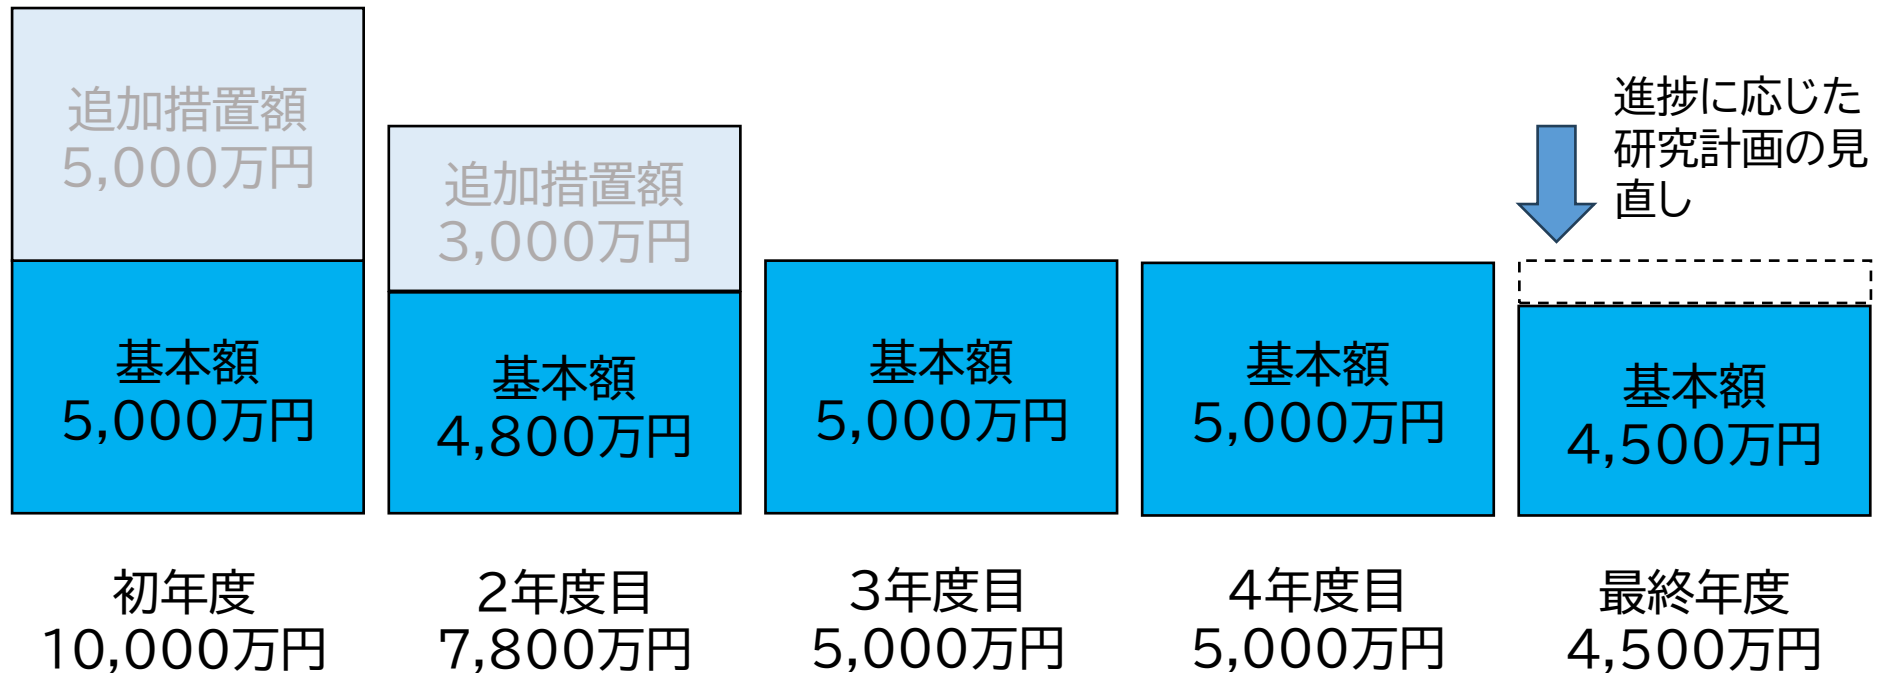 追加措置額
5,000万円
基本額
5,000万円
初年度
10,000万円
追加措置額
3,000万円
基本額
4,800万円
2年度目
7,800万円
基本額
5,000万円
3年度目
5,000万円
基本額
5,000万円
4年度目
5,000万円
進捗に応じた
研究計画の見
直し
基本額
4,500万円
最終年度
4,500万円